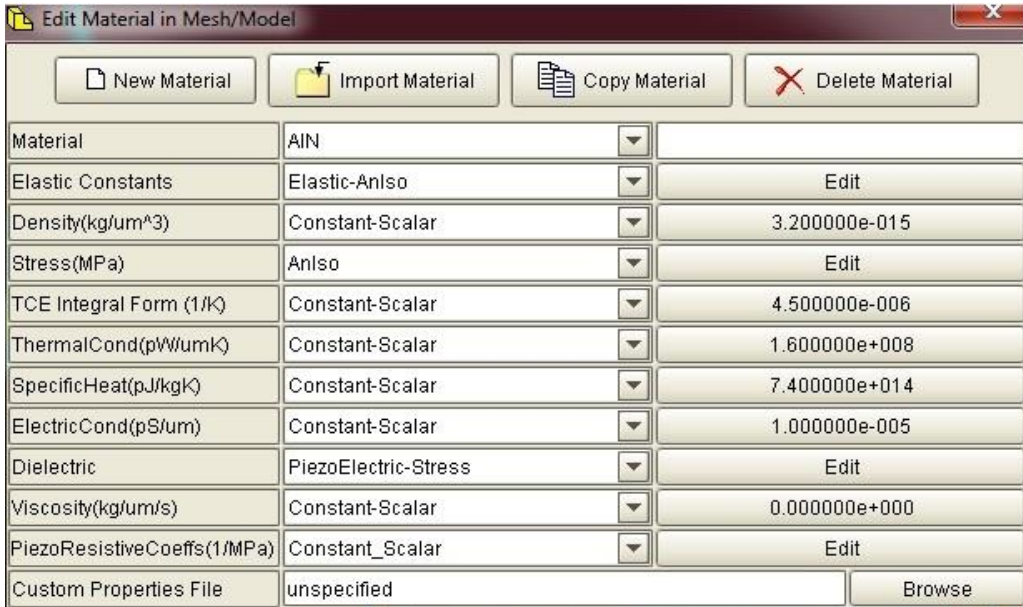 Edit Material in Mesh/Model
X
New Material Import Material Copy Material Delete Material
Material AlN
Elastic Constants Elastic-AnIso Edit
Density(kg/um^3) Constant-Scalar 3.200000e-015
Stress(MPa) AnIso Edit
TCE Integral Form (1/K) Constant-Scalar 4.500000e-006
ThermalCond(pW/umK) Constant-Scalar 1.600000e+008
SpecificHeat(pJ/kgK) Constant-Scalar 7.400000e+014
ElectricCond(pS/um) Constant-Scalar 1.000000e-005
Dielectric PiezoElectric-Stress Edit
Viscosity(kg/um/s) Constant-Scalar 0.000000e+000
PiezoResistiveCoeffs(1/MPa) Constant_Scalar Edit
Custom Properties File unspecified Browse